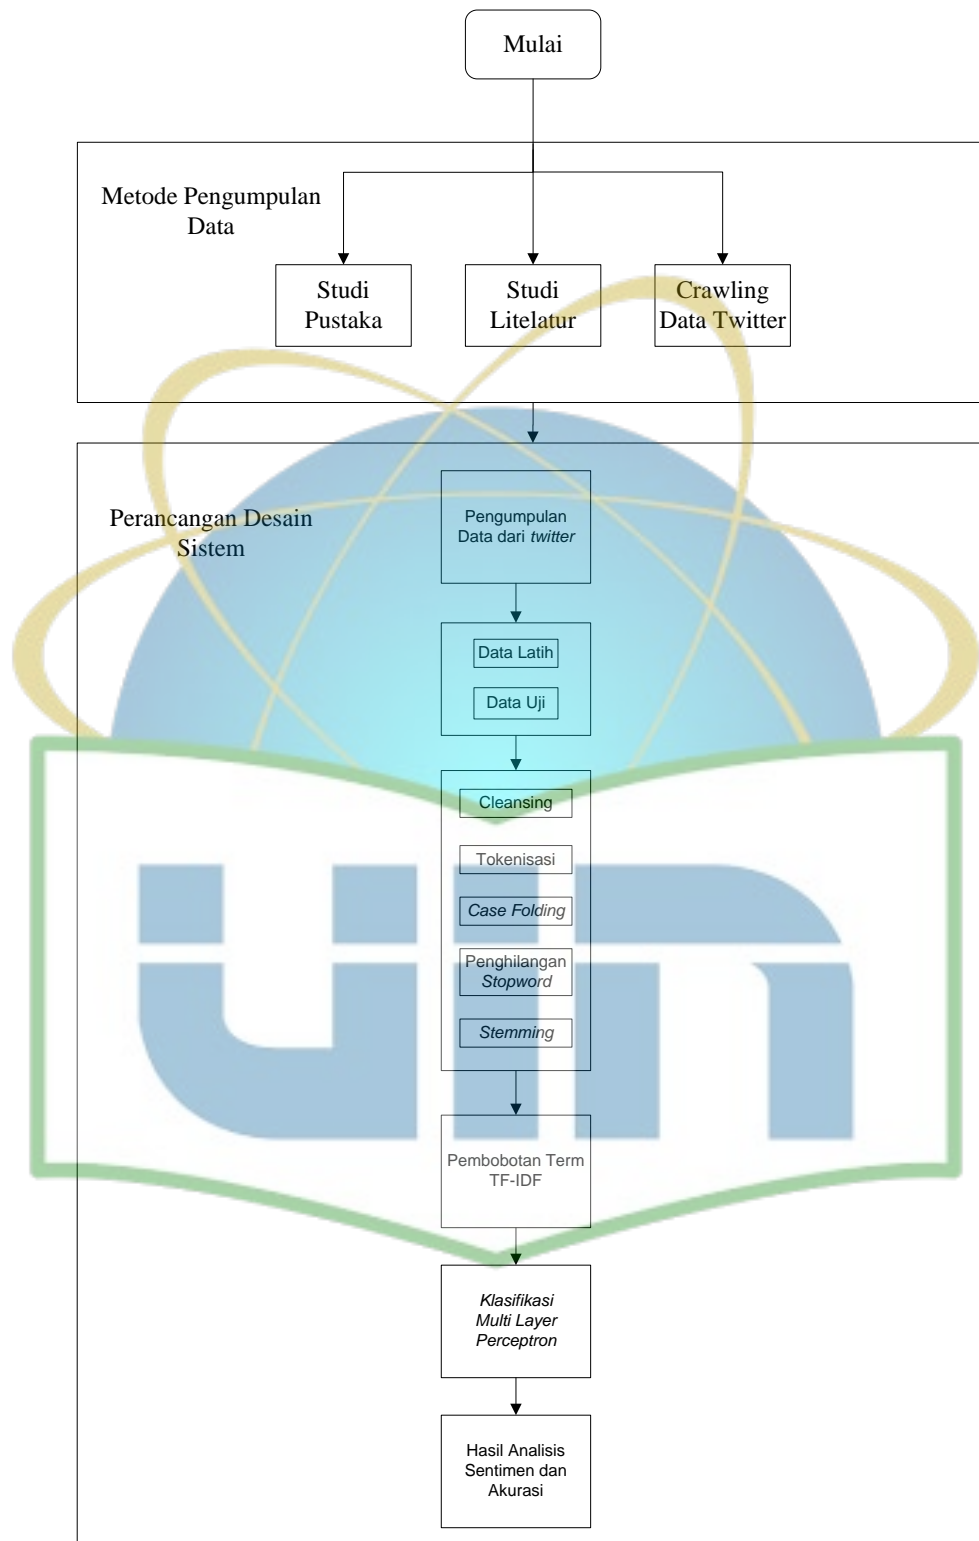 Mulai
Metode Pengumpulan
Data
Studi
Pustaka
Studi
Litelatur
Crawling
Data Twitter
Perancangan Desain
Sistem
Pengumpulan
Data dari twitter
Data Latih
Data Uji
Cleansing
Tokenisasi
Case Folding
Penghilangan
Stopword
Stemming
Pembobotan Term
TF-IDF
Klasifikasi
Multi Layer
Perceptron
Hasil Analisis
Sentimen dan
Akurasi
uin